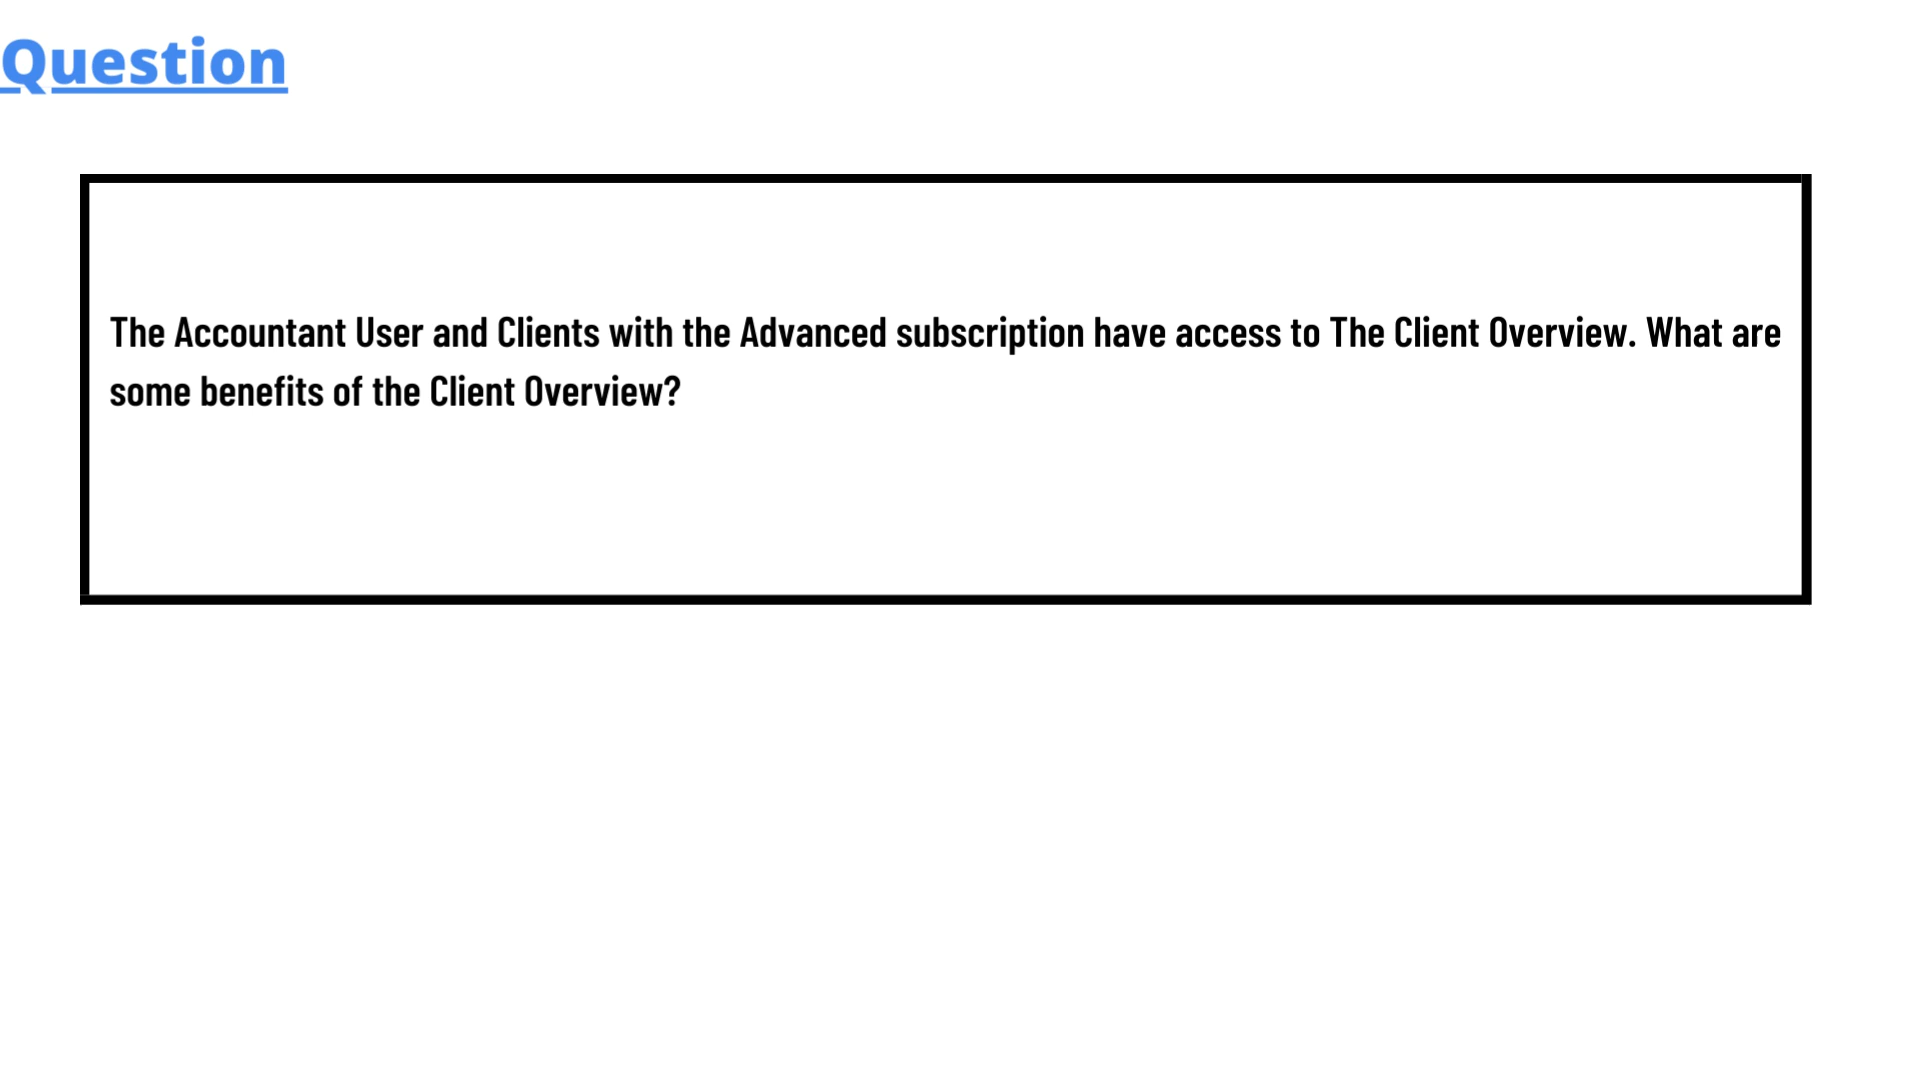 Question
The Accountant User and Clients with the Advanced subscription have access to The Client Overview. What are
some benefits of the Client Overview?